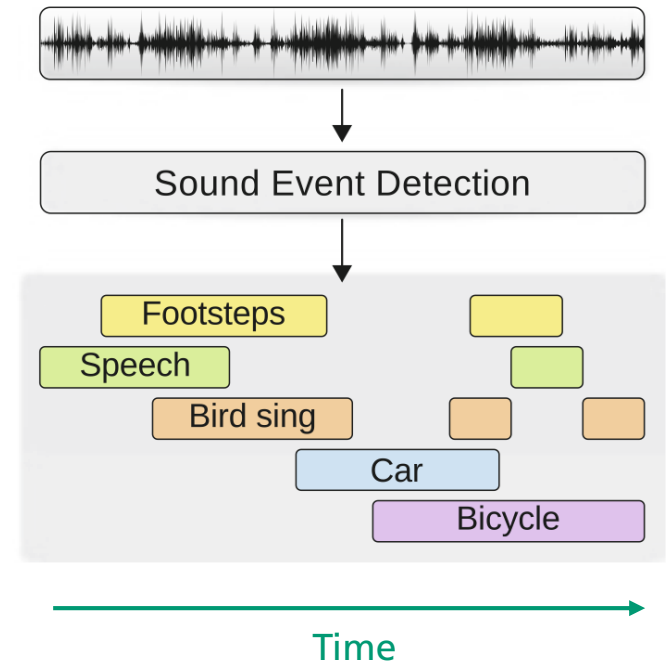 Sound Event Detection
Footsteps
Speech
Bird sing
Car
Bicycle
Time